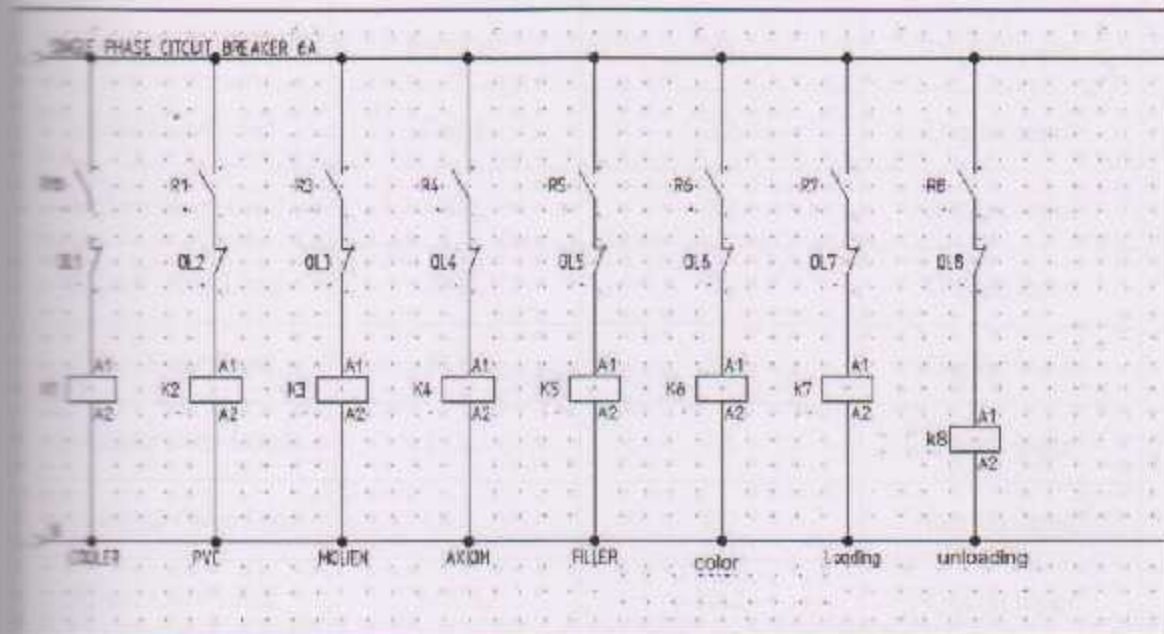 PHASE CITCUT BREAKER 6A
R1 R3 R4 R5 R6 R7 R8
OL1 OL2 OL3 OL4 OL5 OL6 OL7 OL8
A1 A1 A1 A1 A1 A1 A1
K2 K3 K4 K5 K6 K7
A2 A2 A2 A2 A2 A2 A2
A1
k8
A2
COOLER PVC AXIOM FILLER color Loading unloading